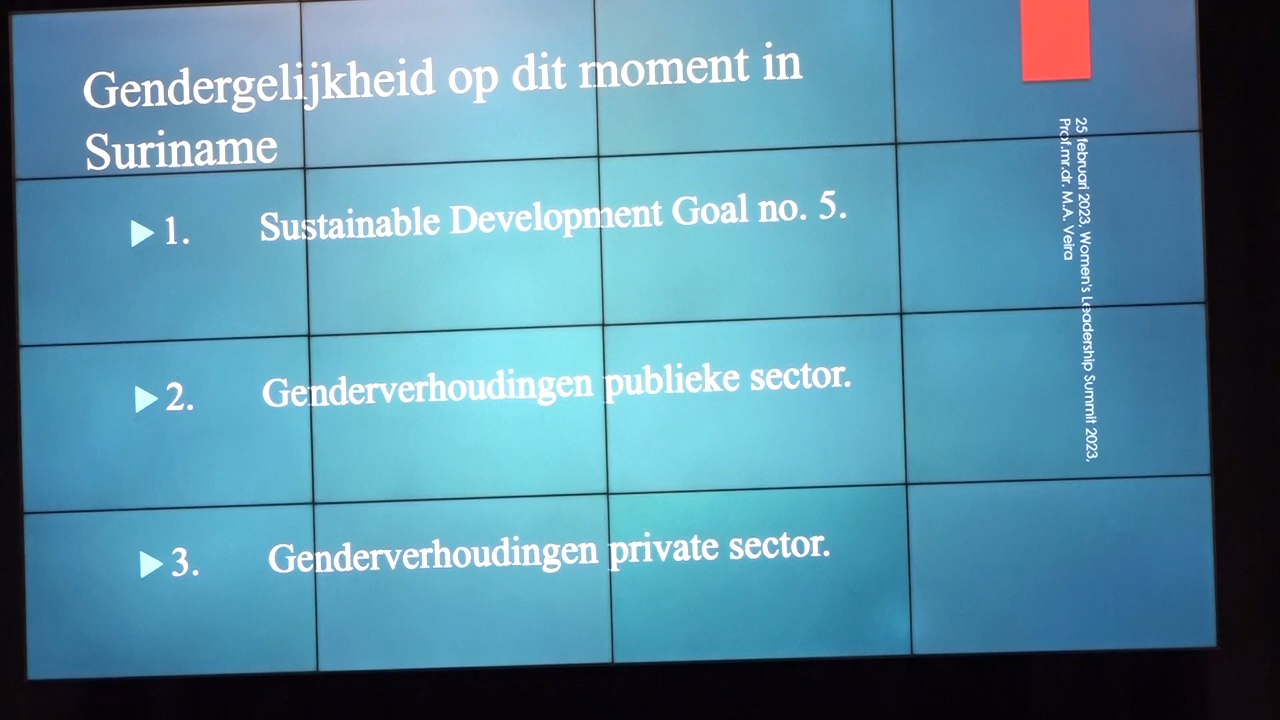 Gendergelijkheid op dit moment in
Suriname
1. Sustainable Development Goal no. 5.
2. Genderverhoudingen publieke sector.
3. Genderverhoudingen private sector.
25 februari 2023, Women's Leadership Summit 2023,
Prof.mr.dr. M.A. Veira